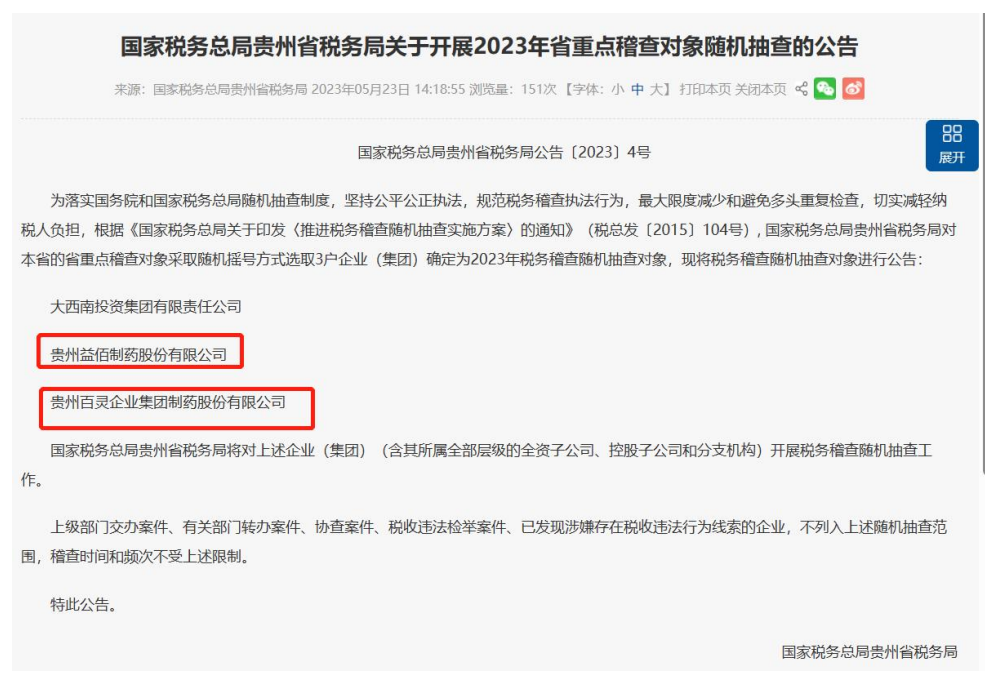 国家税务总局贵州省税务局关于开展2023年省重点稽查对象随机抽查的公告
来源：国家税务总局贵州省税务局 2023年05月23日 14:18:55 浏览量：151次 【字体：小 中 大】 打印本页 关闭本页
展开
国家税务总局贵州省税务局公告〔2023〕4号
为落实国务院和国家税务总局随机抽查制度，坚持公平公正执法，规范税务稽查执法行为，最大限度减少和避免多头重复检查，切实减轻纳
税人负担，根据《国家税务总局关于印发〈推进税务稽查随机抽查实施方案〉的通知》（税总发〔2015〕104号），国家税务总局贵州省税务局对
本省的省重点稽查对象采取随机摇号方式选取3户企业（集团）确定为2023年税务稽查随机抽查对象，现将税务稽查随机抽查对象进行公告：
大西南投资集团有限责任公司
贵州益佰制药股份有限公司
贵州百灵企业集团制药股份有限公司
国家税务总局贵州省税务局将对上述企业（集团）（含其所属全部层级的全资子公司、控股子公司和分支机构）开展税务稽查随机抽查工
作。
上级部门交办案件、有关部门转办案件、协查案件、税收违法检举案件、已发现涉嫌存在税收违法行为线索的企业，不列入上述随机抽查范
围，稽查时间和频次不受上述限制。
特此公告。
国家税务总局贵州省税务局